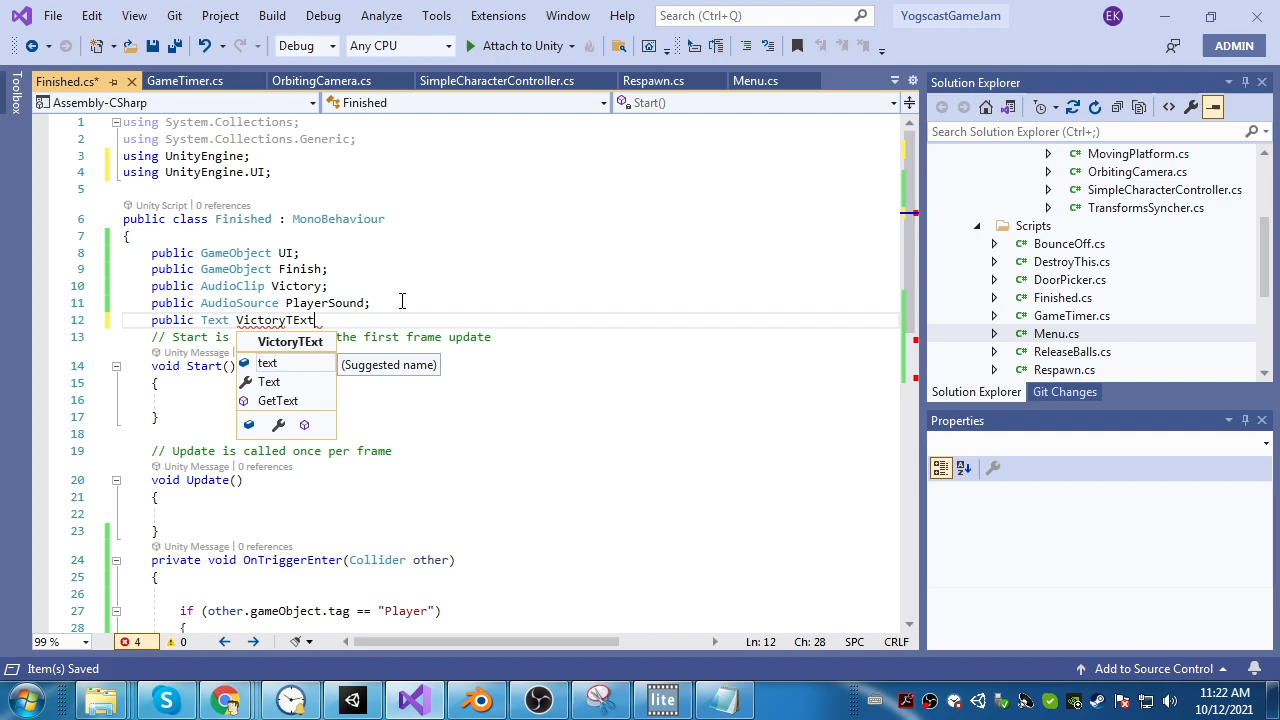 File Edit View Git Project Build Debug Test Analyze Tools Extensions Window Help Search (Ctrl+Q) YogscastGameJam EK
Debug Any CPU Attach to Unity ADMIN
Toolbox
Finished.cs* GameTimer.cs OrbitingCamera.cs SimpleCharacterController.cs Respawn.cs Menu.cs
Assembly-CSharp Finished Start()
1 using System.Collections;
2 using System.Collections.Generic;
3 using UnityEngine;
4 using UnityEngine.UI;
5
Unity Script | 0 references
6 public class Finished : MonoBehaviour
7 {
8 public GameObject UI;
9 public GameObject Finish;
10 public AudioClip Victory;
11 public AudioSource PlayerSound;
12 public Text VictoryTExt
13 // Start is the first frame update
Unity Message
14 void Start()
15 {
16
17 }
18
19 // Update is called once per frame
Unity Message | 0 references
20 void Update()
21 {
22
23 }
Unity Message | 0 references
24 private void OnTriggerEnter(Collider other)
25 {
26
27 if (other.gameObject.tag == "Player")
28 {
VictoryTExt
text
Text
GetText
(Suggested name)
99 % 4 0 Ln: 12 Ch: 28 SPC CRLF
Solution Explorer
Search Solution Explorer (Ctrl+;)
MovingPlatform.cs
OrbitingCamera.cs
SimpleCharacterController.cs
Scripts
BounceOff.cs
DestroyThis.cs
DoorPicker.cs
Finished.cs
GameTimer.cs
Menu.cs
ReleaseBalls.cs
Respawn.cs
Solution Explorer Git Changes
Properties
Item(s) Saved Add to Source Control
S lite 11:22 AM
10/12/2021